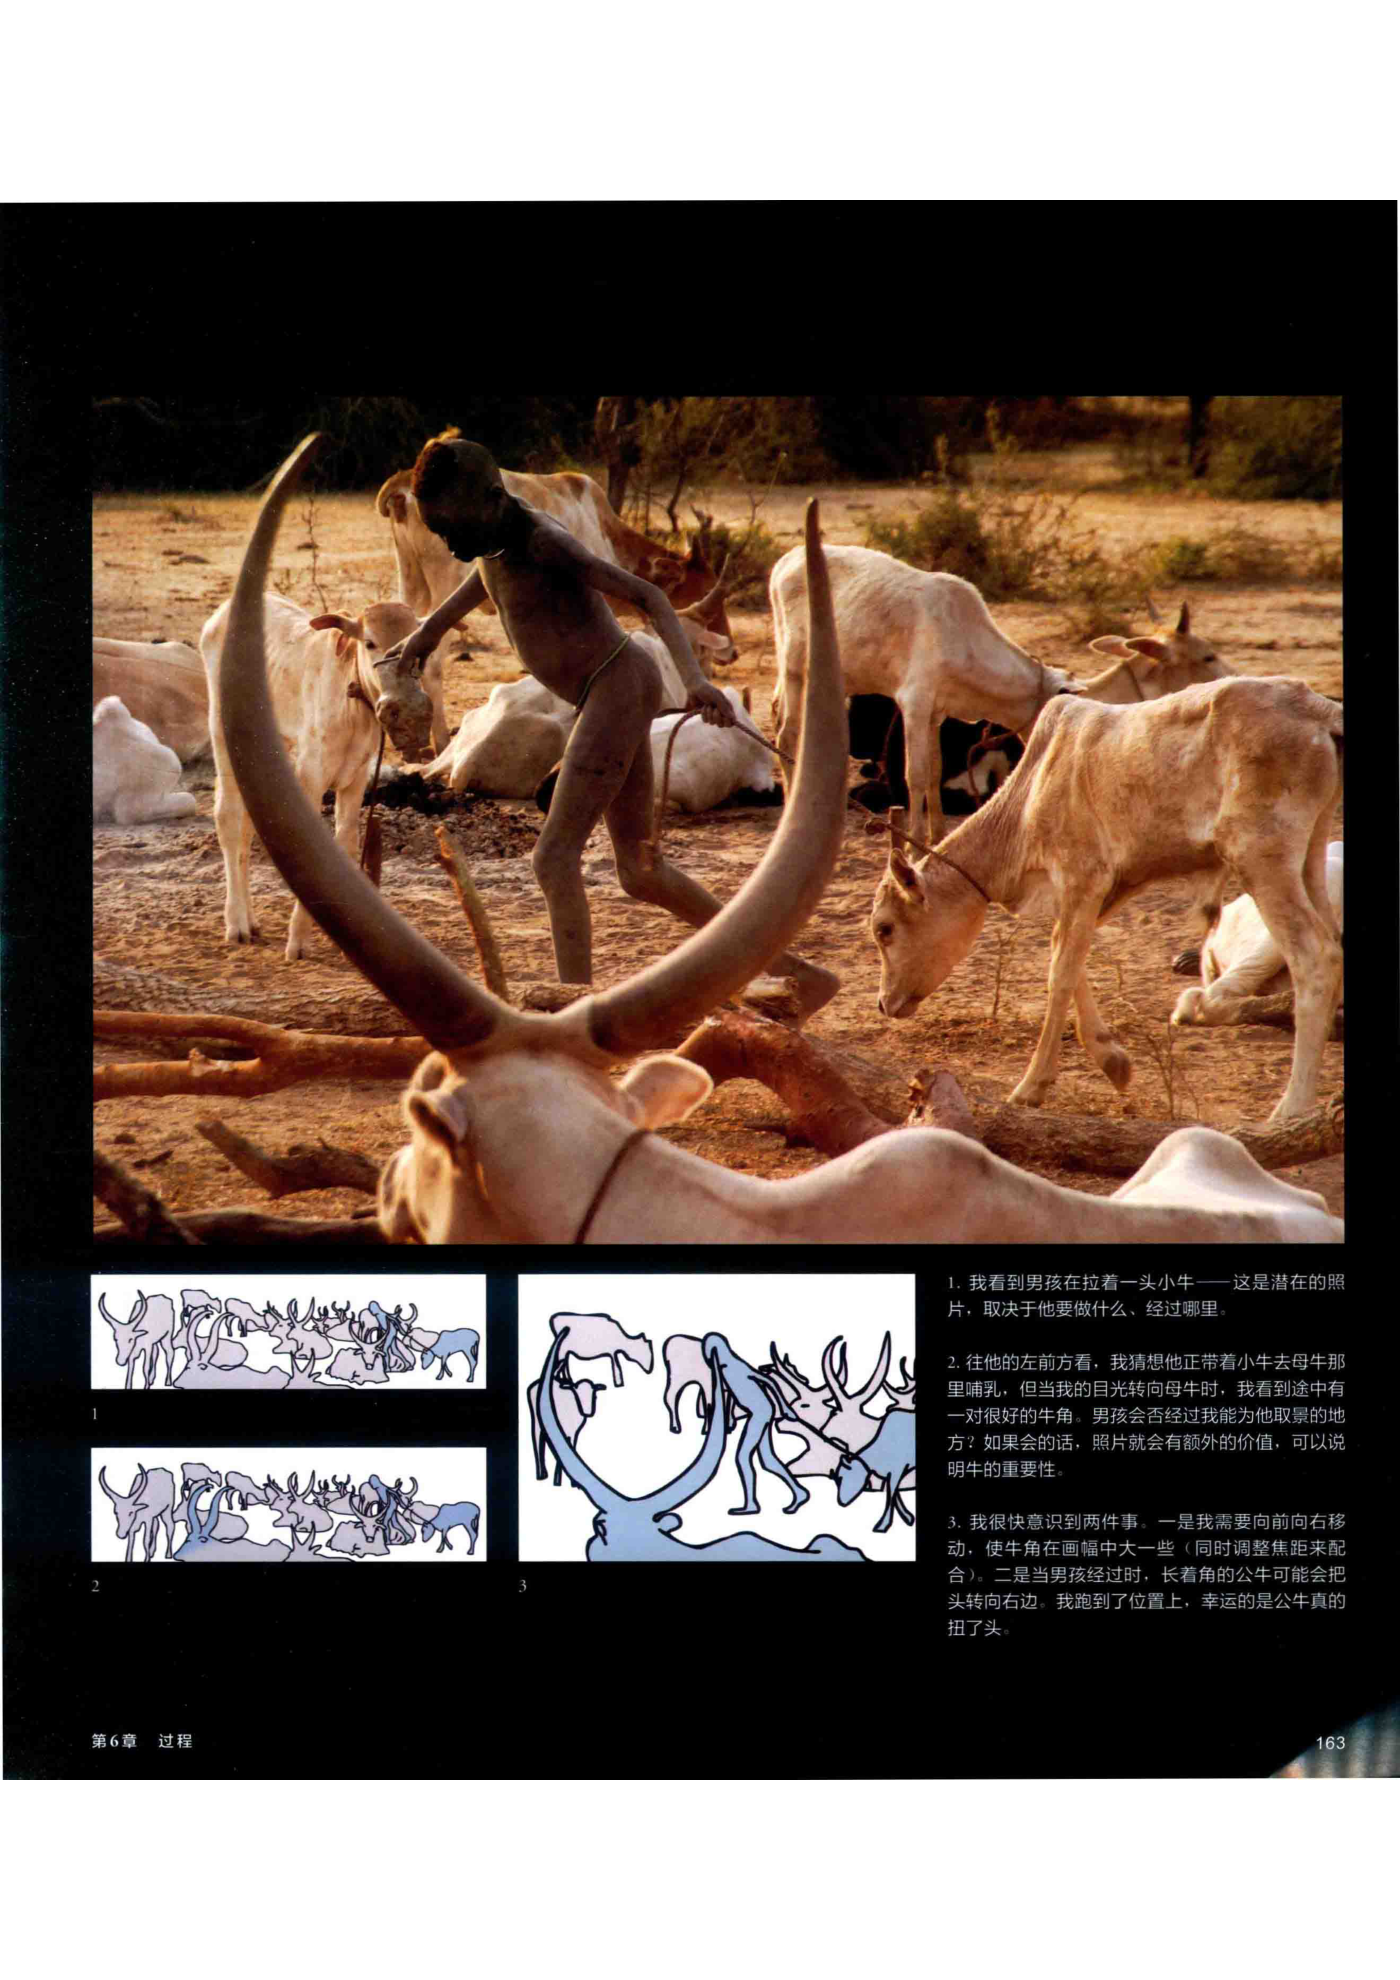 1. 我看到男孩在拉着一头小牛——这是潜在的照
片，取决于他要做什么、经过哪里。
2. 往他的左前方看，我猜想他正带着小牛去母牛那
里哺乳，但当我的目光转向母牛时，我看到途中有
一对很好的牛角。男孩会否经过我能为他取景的地
方？如果会的话，照片就会有额外的价值，可以说
明牛的重要性。
3. 我很快意识到两件事。一是我需要向前向右移
动，使牛角在画幅中大一些（同时调整焦距来配
合）。二是当男孩经过时，长着角的公牛可能会把
头转向右边。我跑到了位置上，幸运的是公牛真的
扭了头。
1
2
3
第6章 过程
163